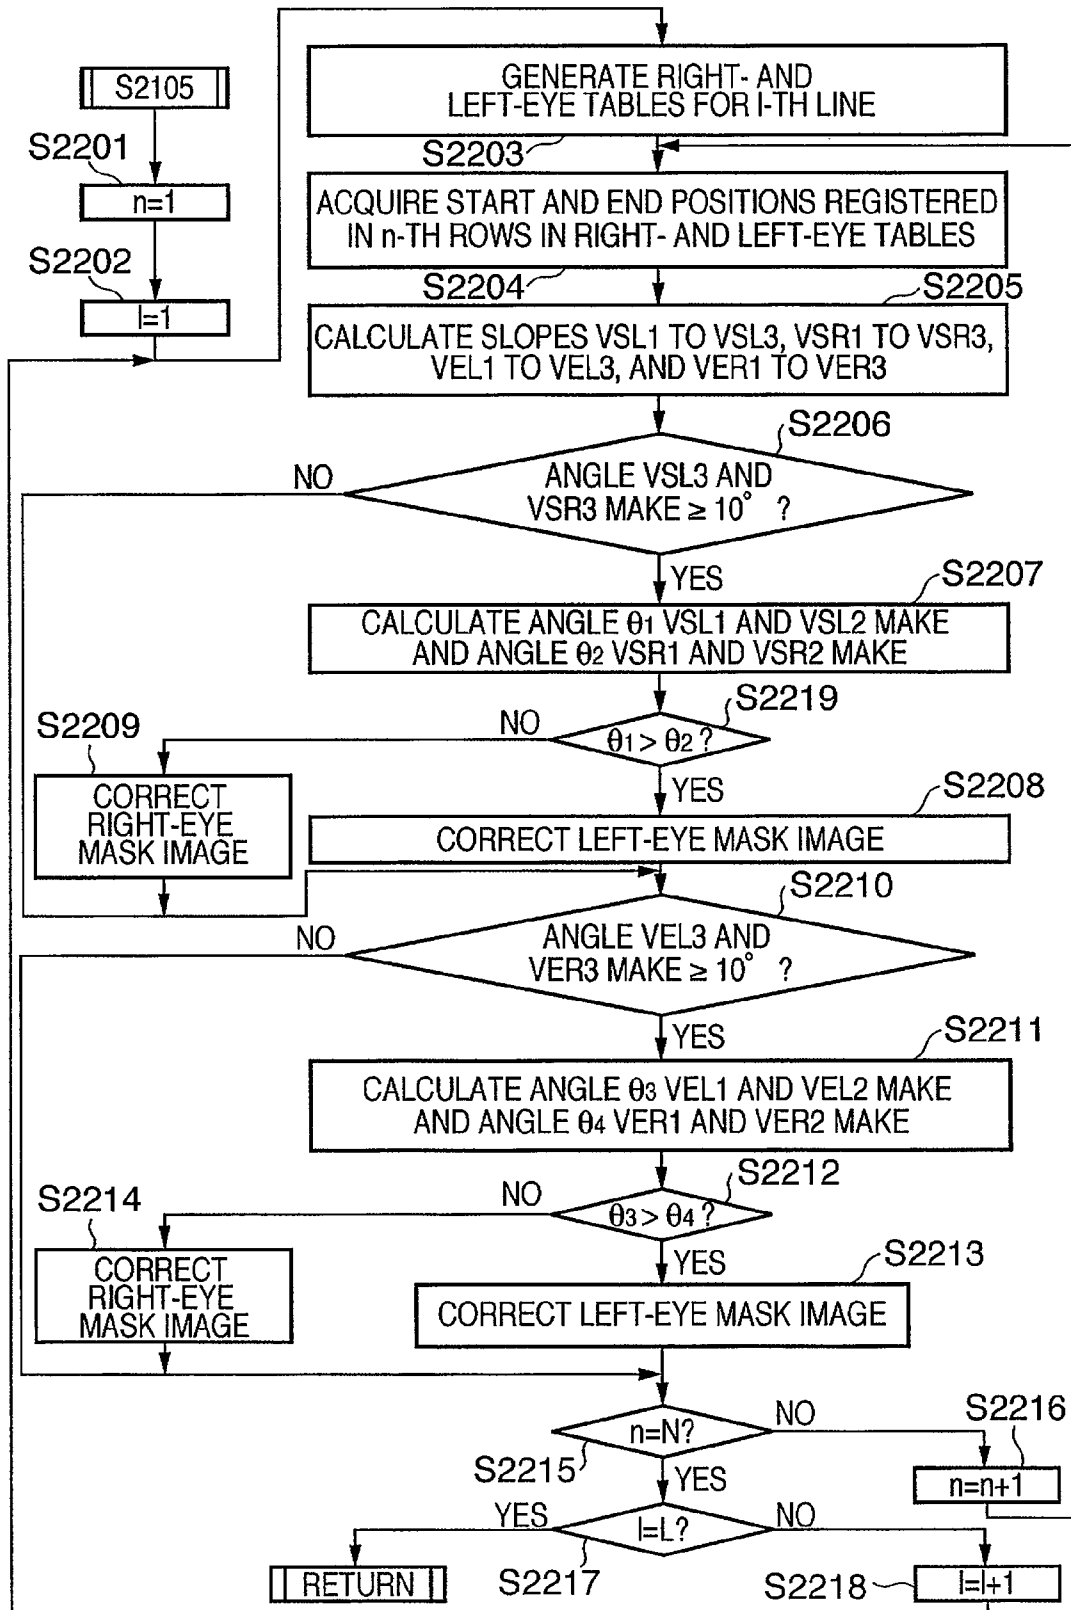 S2105
S2201
n=1
S2202
l=1
GENERATE RIGHT- AND
LEFT-EYE TABLES FOR l-TH LINE
S2203
ACQUIRE START AND END POSITIONS REGISTERED
IN n-TH ROWS IN RIGHT- AND LEFT-EYE TABLES
S2204
S2205
CALCULATE SLOPES VSL1 TO VSL3, VSR1 TO VSR3,
VEL1 TO VEL3, AND VER1 TO VER3
S2206
NO
ANGLE VSL3 AND
VSR3 MAKE ≥ 10° ?
YES
S2207
CALCULATE ANGLE θ1 VSL1 AND VSL2 MAKE
AND ANGLE θ2 VSR1 AND VSR2 MAKE
S2219
NO
θ1 > θ2 ?
YES
S2209
CORRECT
RIGHT-EYE
MASK IMAGE
S2208
CORRECT LEFT-EYE MASK IMAGE
S2210
NO
ANGLE VEL3 AND
VER3 MAKE ≥ 10° ?
YES
S2211
CALCULATE ANGLE θ3 VEL1 AND VEL2 MAKE
AND ANGLE θ4 VER1 AND VER2 MAKE
S2212
NO
θ3 > θ4 ?
YES
S2214
CORRECT
RIGHT-EYE
MASK IMAGE
S2213
CORRECT LEFT-EYE MASK IMAGE
n=N?
NO
S2215
YES
S2216
n=n+1
YES
l=L?
NO
S2217
RETURN
S2218
l=l+1